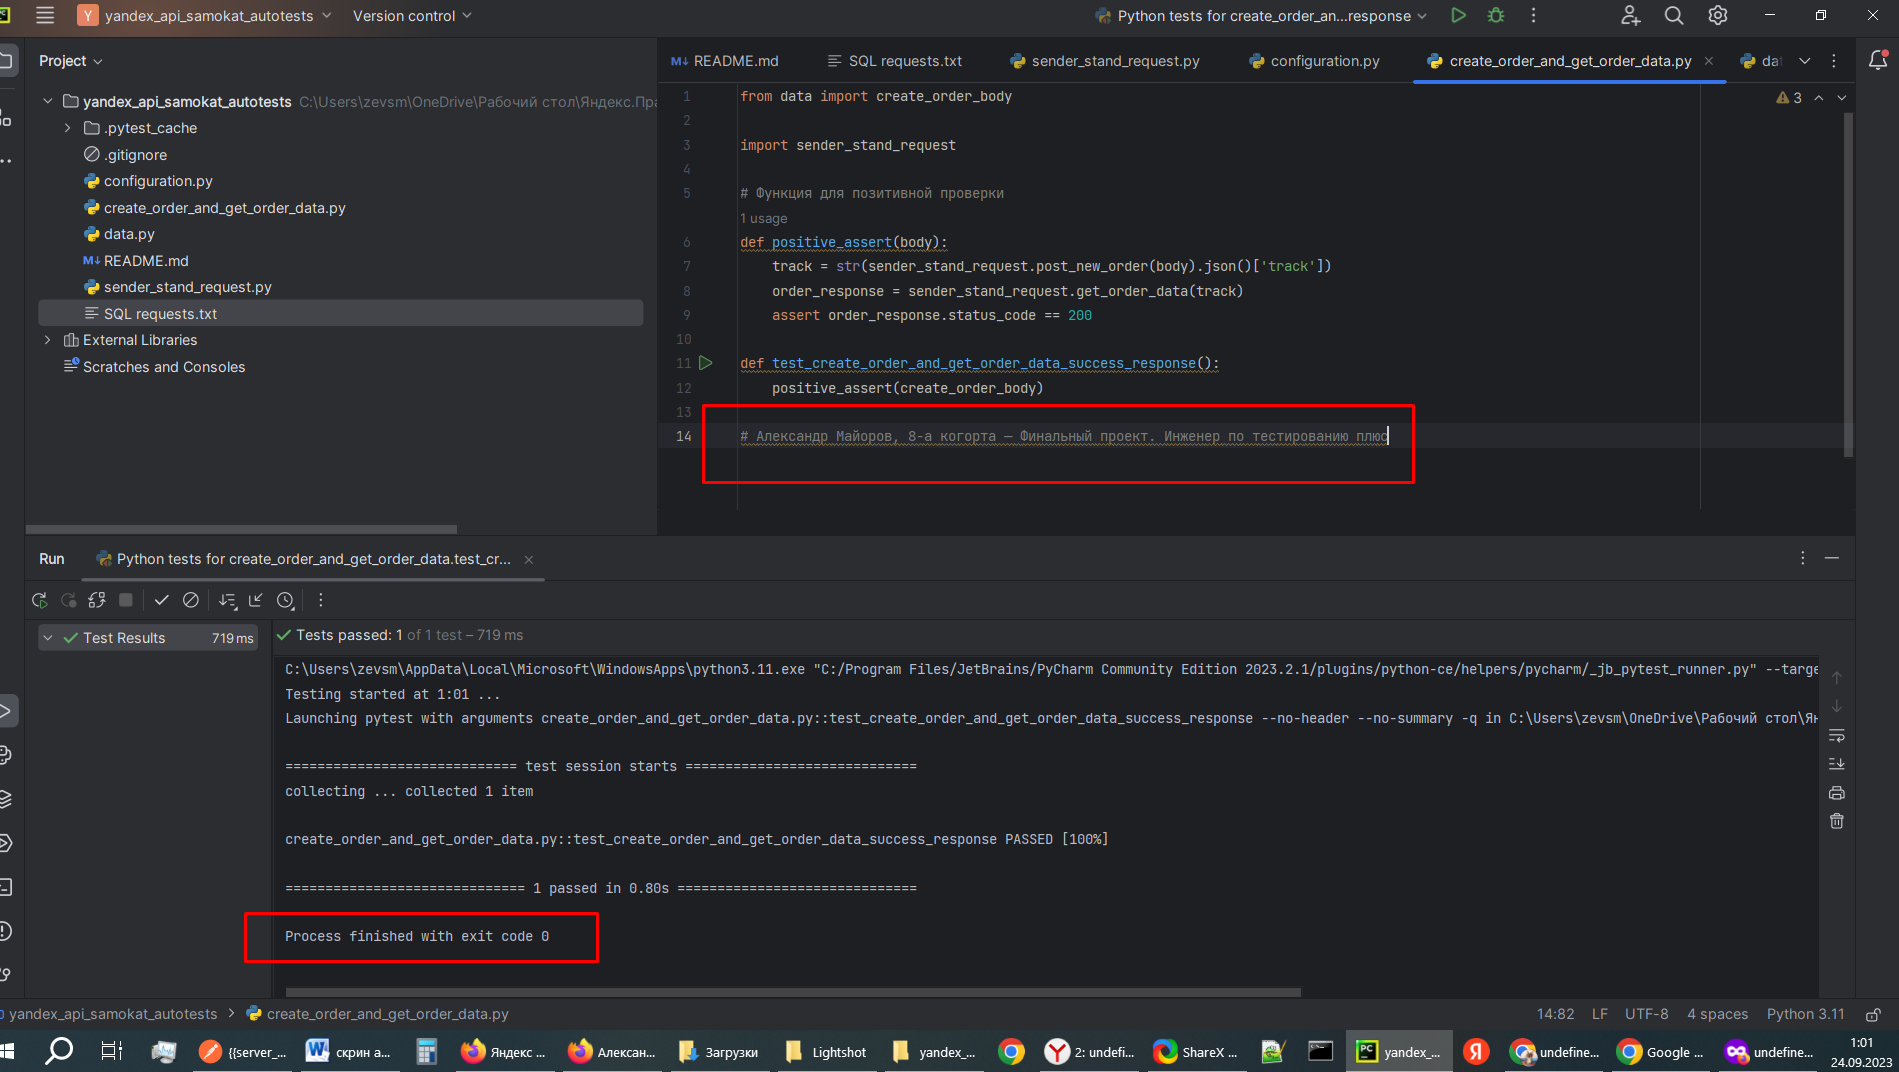 Y yandex_api_samokat_autotests Version control Python tests for create_order_an...response
Project
README.md SQL requests.txt sender_stand_request.py configuration.py create_order_and_get_order_data.py
yandex_api_samokat_autotests C:\Users\zevsm\OneDrive\Рабочий стол\Яндекс.Пра
.pytest_cache
.gitignore
configuration.py
create_order_and_get_order_data.py
data.py
README.md
sender_stand_request.py
SQL requests.txt
External Libraries
Scratches and Consoles
3
1 from data import create_order_body
2
3 import sender_stand_request
4
5 # Функция для позитивной проверки
1 usage
6 def positive_assert(body):
7 track = str(sender_stand_request.post_new_order(body).json()['track'])
8 order_response = sender_stand_request.get_order_data(track)
9 assert order_response.status_code == 200
10
11 def test_create_order_and_get_order_data_success_response():
12 positive_assert(create_order_body)
13
14 # Александр Майоров, 8-а когорта — Финальный проект. Инженер по тестированию плюс
Run Python tests for create_order_and_get_order_data.test_cr...
Test Results 719 ms
Tests passed: 1 of 1 test – 719 ms
C:\Users\zevsm\AppData\Local\Microsoft\WindowsApps\python3.11.exe "C:/Program Files/JetBrains/PyCharm Community Edition 2023.2.1/plugins/python-ce/helpers/pycharm/_jb_pytest_runner.py" --targe
Testing started at 1:01 ...
Launching pytest with arguments create_order_and_get_order_data.py::test_create_order_and_get_order_data_success_response --no-header --no-summary -q in C:\Users\zevsm\OneDrive\Рабочий стол\Ян
============================= test session starts =============================
collecting ... collected 1 item
create_order_and_get_order_data.py::test_create_order_and_get_order_data_success_response PASSED [100%]
============================== 1 passed in 0.80s ==============================
Process finished with exit code 0
yandex_api_samokat_autotests > create_order_and_get_order_data.py 14:82 LF UTF-8 4 spaces Python 3.11
{{server_... скрин а... Яндекс ... Алексан... Загрузки Lightshot yandex_... 2: undefi... ShareX ... yandex_... undefine... Google ... undefine... 1:01
24.09.2023